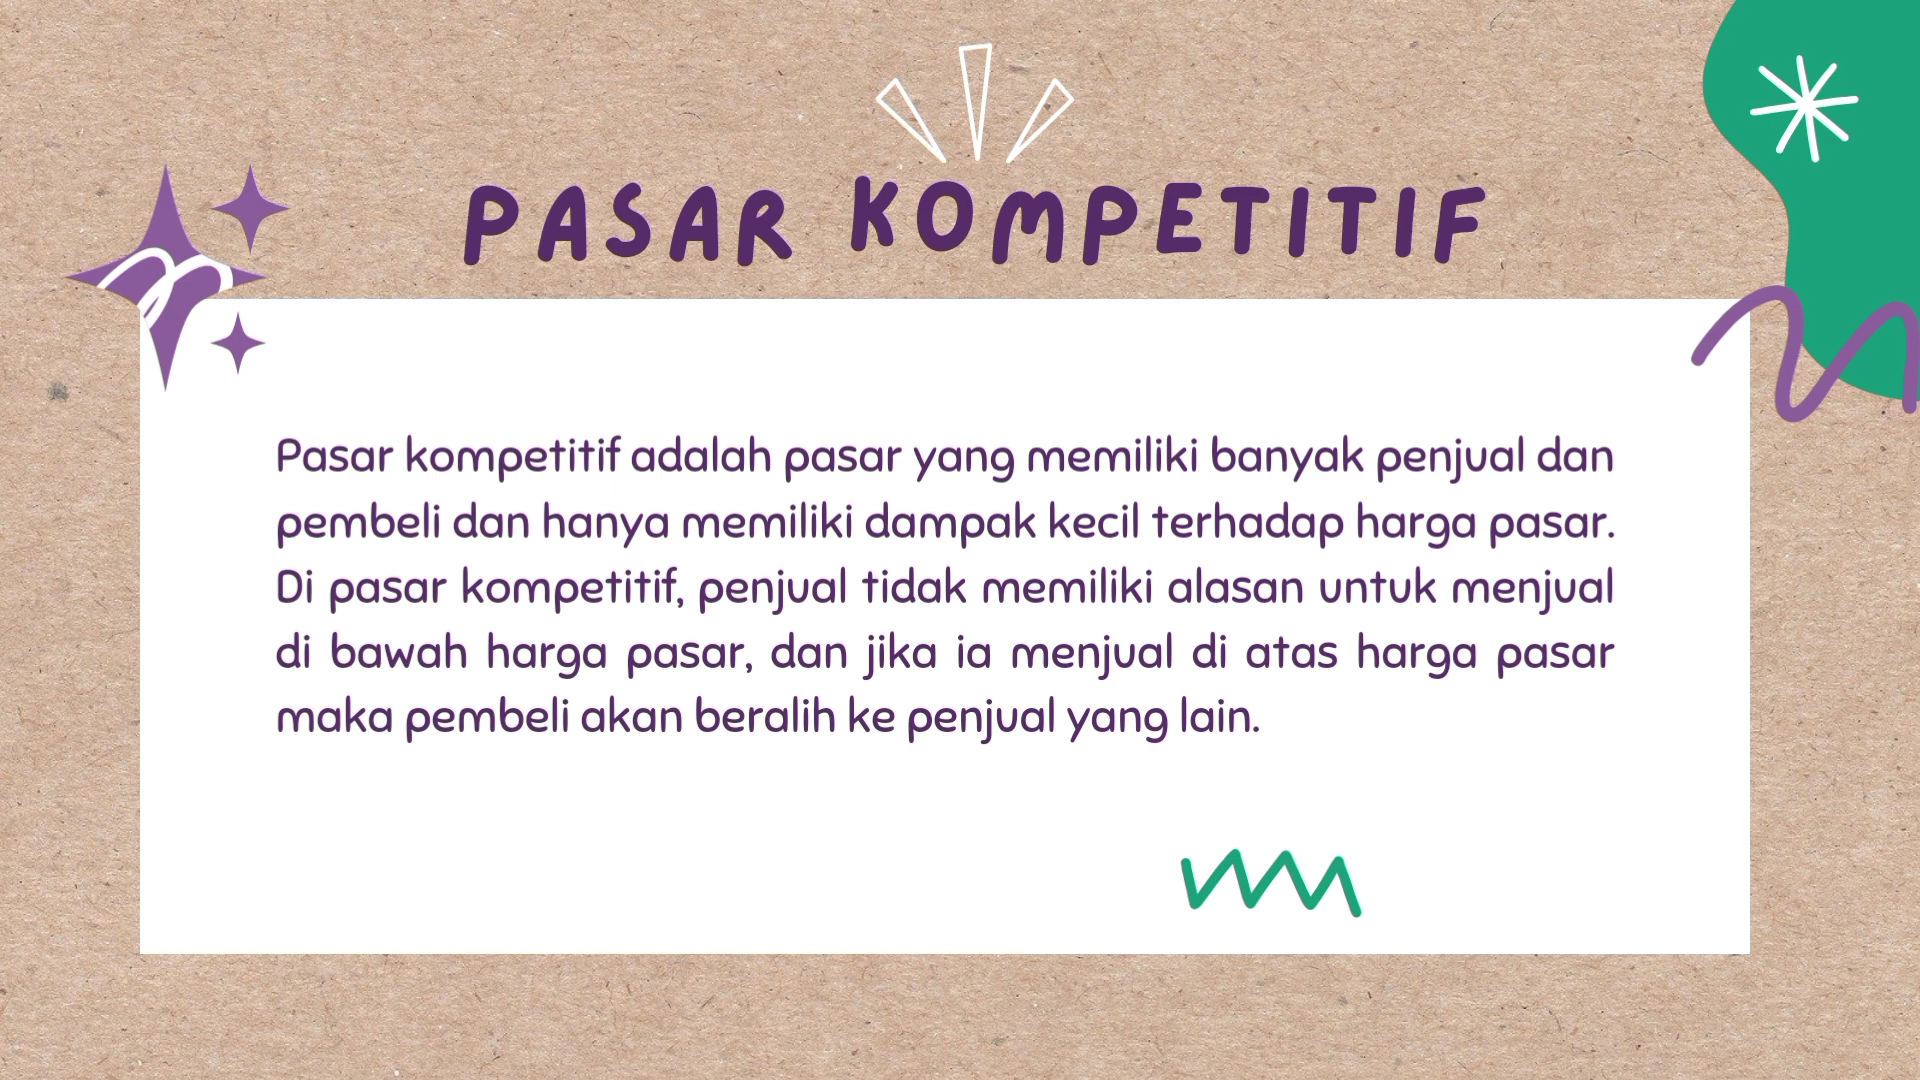 PASAR KOMPETITIF
Pasar kompetitif adalah pasar yang memiliki banyak penjual dan
pembeli dan hanya memiliki dampak kecil terhadap harga pasar.
Di pasar kompetitif, penjual tidak memiliki alasan untuk menjual
di bawah harga pasar, dan jika ia menjual di atas harga pasar
maka pembeli akan beralih ke penjual yang lain.